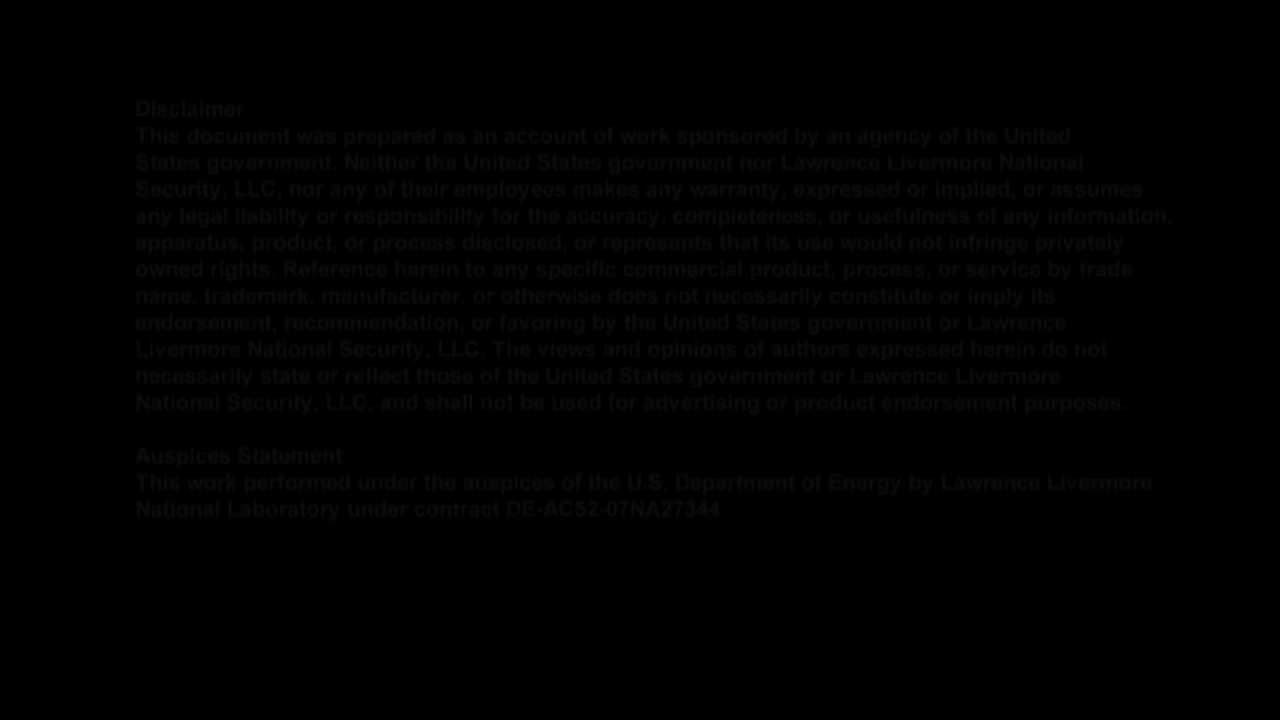 Disclaimer
This document was prepared as an account of work sponsored by an agency of the United
States government. Neither the United States government nor Lawrence Livermore National
Security, LLC, nor any of their employees makes any warranty, expressed or implied, or assumes
any legal liability or responsibility for the accuracy, completeness, or usefulness of any information,
apparatus, product, or process disclosed, or represents that its use would not infringe privately
owned rights. Reference herein to any specific commercial product, process, or service by trade
name, trademark, manufacturer, or otherwise does not necessarily constitute or imply its
endorsement, recommendation, or favoring by the United States government or Lawrence
Livermore National Security, LLC. The views and opinions of authors expressed herein do not
necessarily state or reflect those of the United States government or Lawrence Livermore
National Security, LLC, and shall not be used for advertising or product endorsement purposes.
Auspices Statement
This work performed under the auspices of the U.S. Department of Energy by Lawrence Livermore
National Laboratory under contract DE-AC52-07NA27344